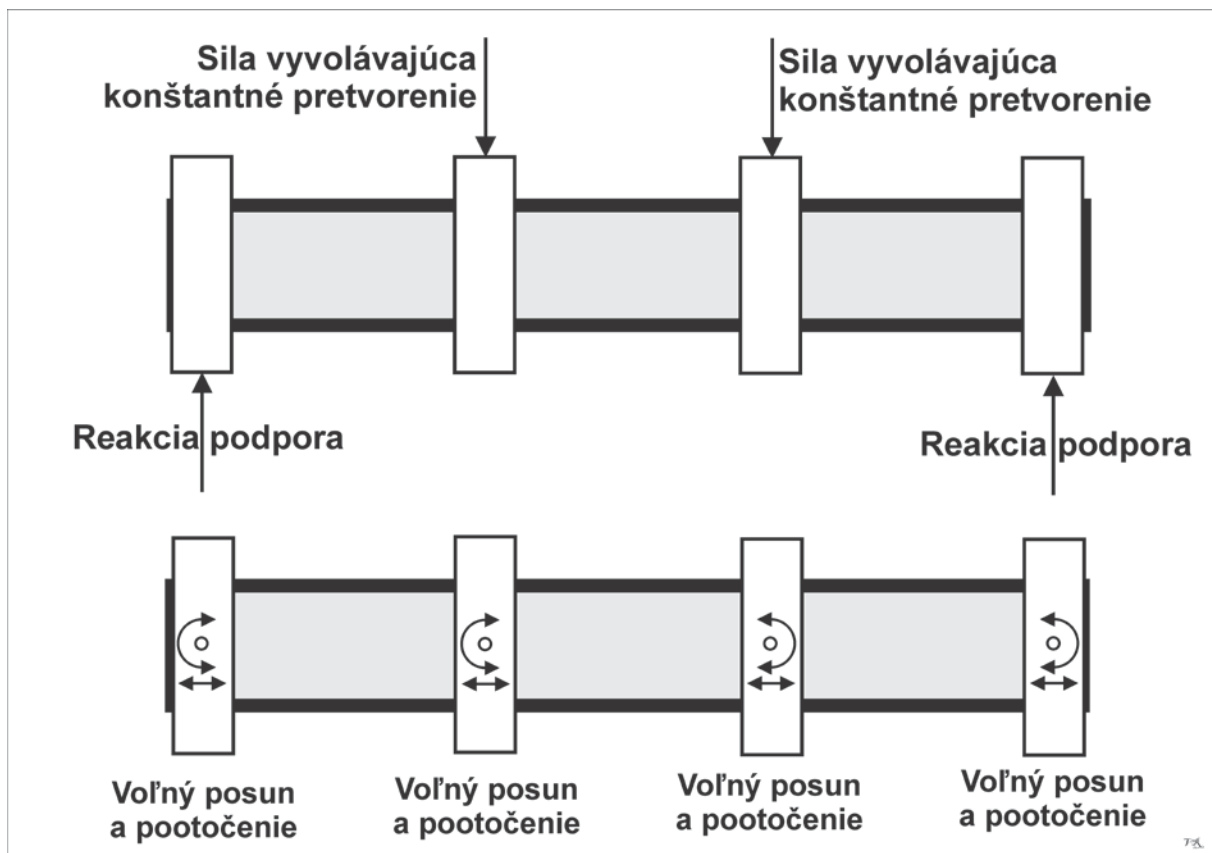 Sila vyvolávajúca
konštantné pretvorenie
Sila vyvolávajúca
konštantné pretvorenie
Reakcia podpora
Reakcia podpora
Voľný posun
a pootočenie
Voľný posun
a pootočenie
Voľný posun
a pootočenie
Voľný posun
a pootočenie